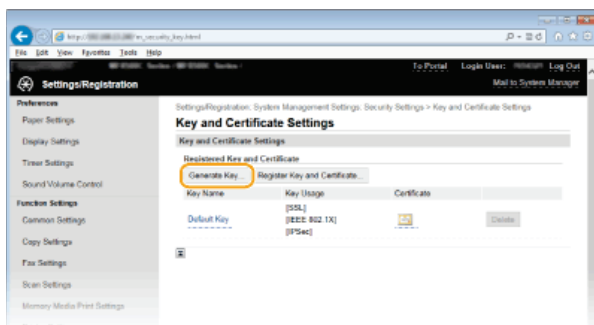 http://
m_security_key.html
File Edit View Favorites Tools Help
To Portal Login User: Log Out
Settings/Registration
Mail to System Manager
Preferences
Paper Settings
Display Settings
Timer Settings
Sound Volume Control
Function Settings
Common Settings
Copy Settings
Fax Settings
Scan Settings
Memory Media Print Settings
Settings/Registration: System Management Settings: Security Settings > Key and Certificate Settings
Key and Certificate Settings
Key and Certificate Settings
Registered Key and Certificate
Generate Key... Register Key and Certificate...
Key Name Key Usage Certificate
[SSL]
Default Key [IEEE 802.1X] Delete
[IPSec]